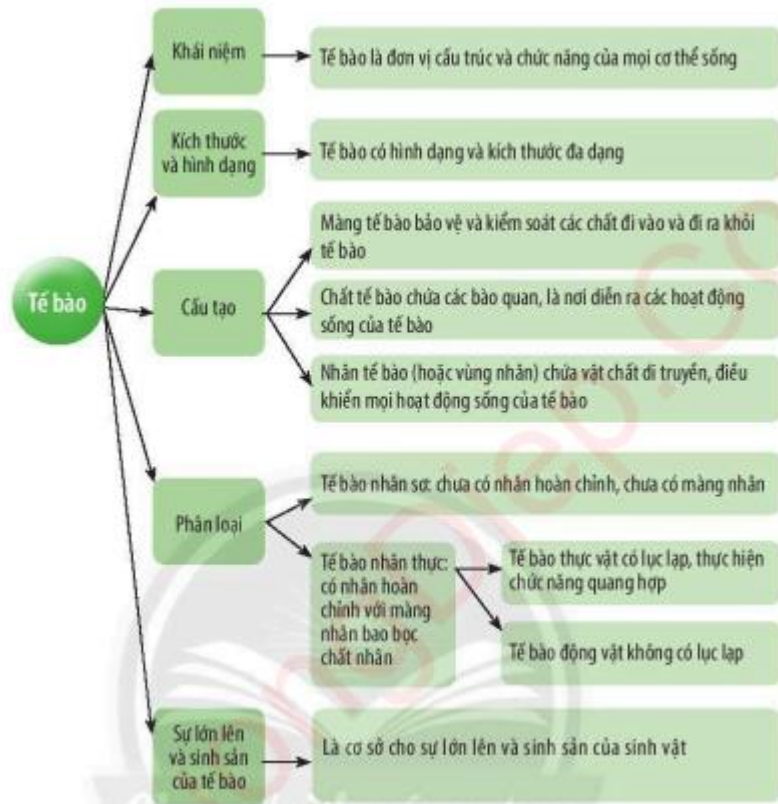 Khái niệm
Tế bào là đơn vị cấu trúc và chức năng của mọi cơ thể sống
Kích thước
và hình dạng
Tế bào có hình dạng và kích thước đa dạng
Tế bào
Cấu tạo
Màng tế bào bảo vệ và kiểm soát các chất đi vào và đi ra khỏi
tế bào
Chất tế bào chứa các bào quan, là nơi diễn ra các hoạt động
sống của tế bào
Nhân tế bào (hoặc vùng nhân) chứa vật chất di truyền, điều
khiển mọi hoạt động sống của tế bào
Phân loại
Tế bào nhân sơ: chưa có nhân hoàn chỉnh, chưa có màng nhân
Tế bào nhân thực:
có nhân hoàn
chỉnh với màng
nhân bao bọc
chất nhân
Tế bào thực vật có lục lạp, thực hiện
chức năng quang hợp
Tế bào động vật không có lục lạp
Sự lớn lên
và sinh sản
của tế bào
Là cơ sở cho sự lớn lên và sinh sản của sinh vật